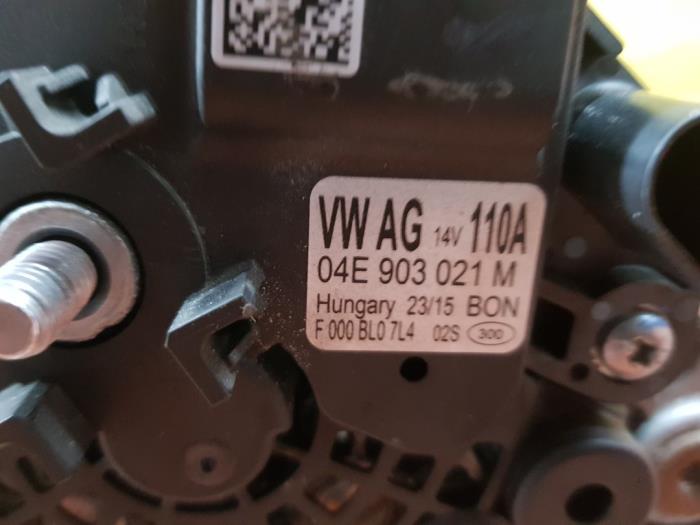 VW AG 14V 110A
04E 903 021 M
Hungary 23/15 BON
F 000 BL0 7L4 02S 300